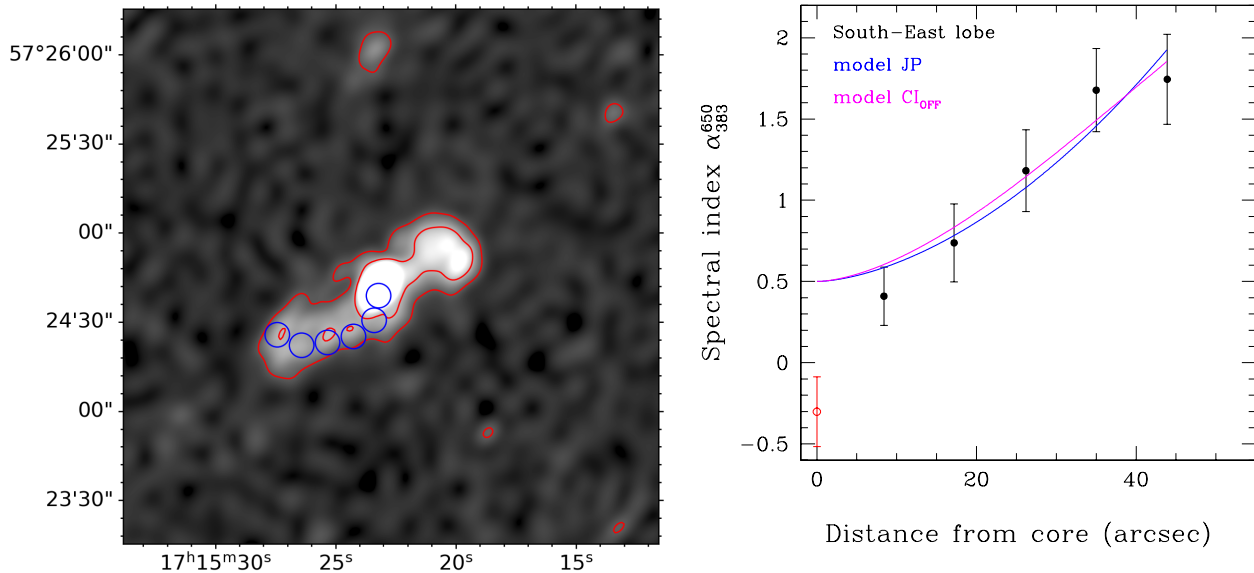 57°26'00"
25'30"
00"
24'30"
00"
23'30"
17ʰ15ᵐ30ˢ 25ˢ 20ˢ 15ˢ
South−East lobe
model JP
model CI_OFF
Spectral index α^650_383
2
1.5
1
0.5
0
−0.5
0 20 40
Distance from core (arcsec)